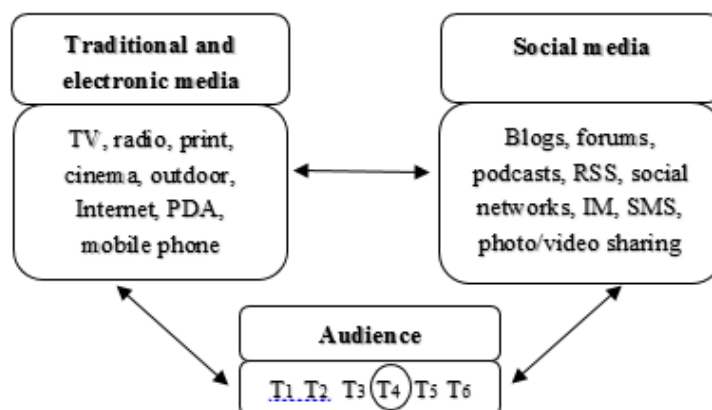 Traditional and
electronic media
TV, radio, print,
cinema, outdoor,
Internet, PDA,
mobile phone
Social media
Blogs, forums,
podcasts, RSS, social
networks, IM, SMS,
photo/video sharing
Audience
T1 T2 T3 T4 T5 T6